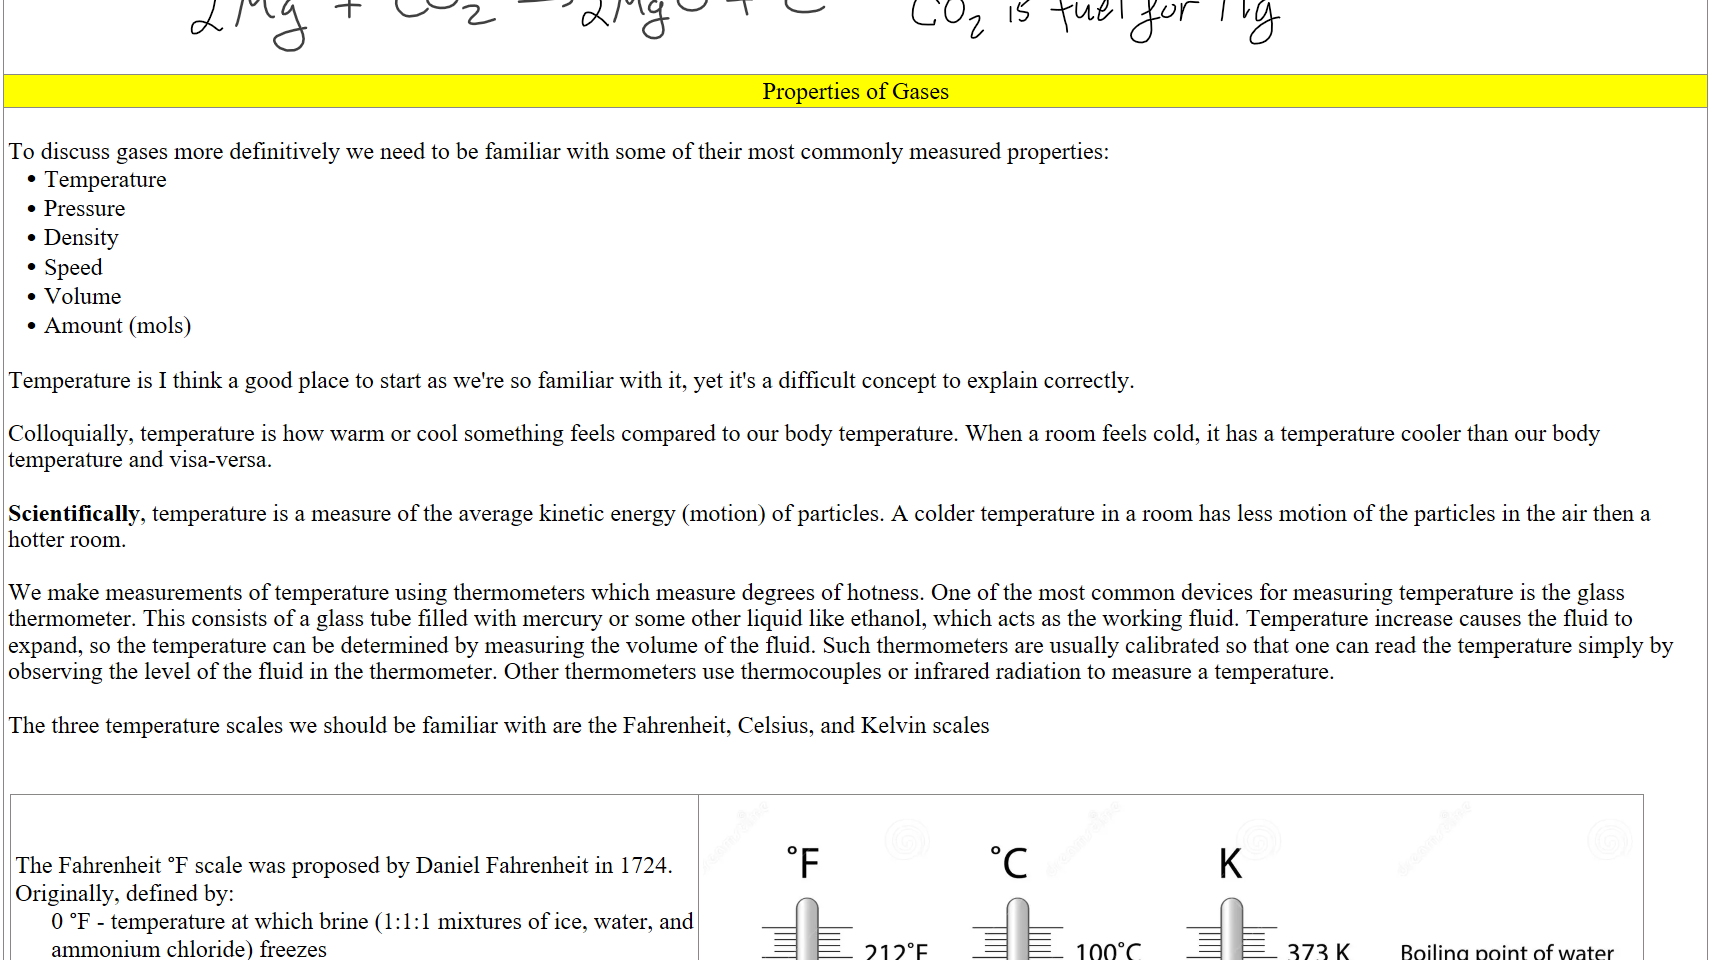 2Mg + CO2 → 2MgO + C CO2 is fuel for Mg
Properties of Gases
To discuss gases more definitively we need to be familiar with some of their most commonly measured properties:
• Temperature
• Pressure
• Density
• Speed
• Volume
• Amount (mols)
Temperature is I think a good place to start as we're so familiar with it, yet it's a difficult concept to explain correctly.
Colloquially, temperature is how warm or cool something feels compared to our body temperature. When a room feels cold, it has a temperature cooler than our body
temperature and visa-versa.
Scientifically, temperature is a measure of the average kinetic energy (motion) of particles. A colder temperature in a room has less motion of the particles in the air then a
hotter room.
We make measurements of temperature using thermometers which measure degrees of hotness. One of the most common devices for measuring temperature is the glass
thermometer. This consists of a glass tube filled with mercury or some other liquid like ethanol, which acts as the working fluid. Temperature increase causes the fluid to
expand, so the temperature can be determined by measuring the volume of the fluid. Such thermometers are usually calibrated so that one can read the temperature simply by
observing the level of the fluid in the thermometer. Other thermometers use thermocouples or infrared radiation to measure a temperature.
The three temperature scales we should be familiar with are the Fahrenheit, Celsius, and Kelvin scales
The Fahrenheit °F scale was proposed by Daniel Fahrenheit in 1724.
Originally, defined by:
0 °F - temperature at which brine (1:1:1 mixtures of ice, water, and
ammonium chloride) freezes
°F °C K
212°F 100°C 373 K Boiling point of water